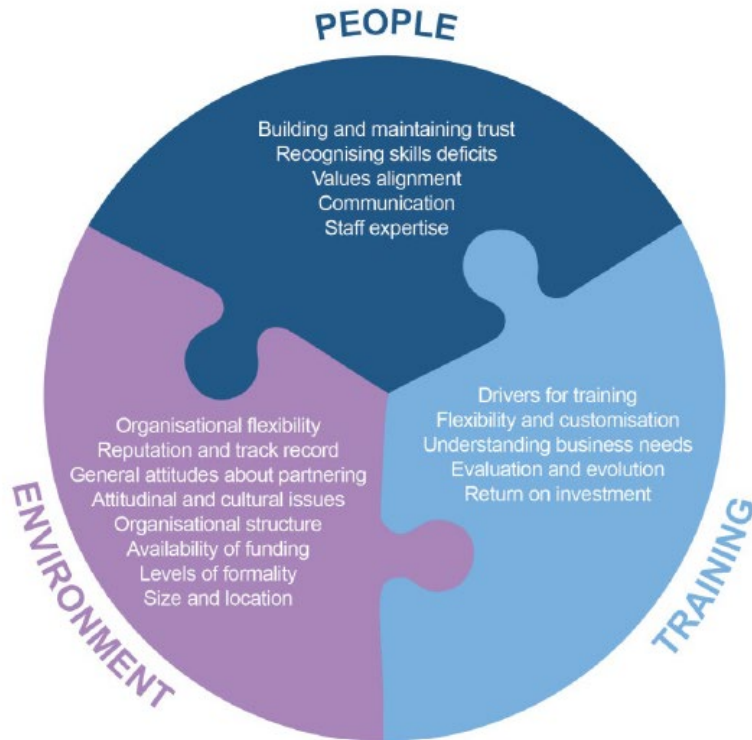 PEOPLE
Building and maintaining trust
Recognising skills deficits
Values alignment
Communication
Staff expertise
ENVIRONMENT
Organisational flexibility
Reputation and track record
General attitudes about partnering
Attitudinal and cultural issues
Organisational structure
Availability of funding
Levels of formality
Size and location
TRAINING
Drivers for training
Flexibility and customisation
Understanding business needs
Evaluation and evolution
Return on investment